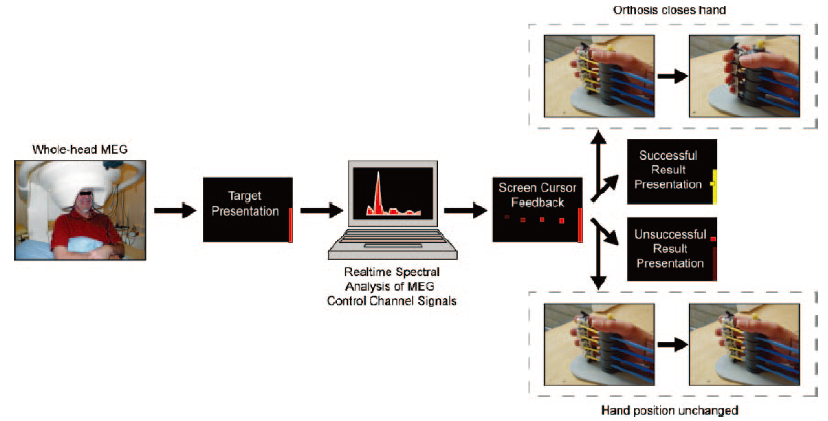 Orthosis closes hand
Whole-head MEG
Target
Presentation
Realtime Spectral
Analysis of MEG
Control Channel Signals
Screen Cursor
Feedback
Successful
Result
Presentation
Unsuccessful
Result
Presentation
Hand position unchanged